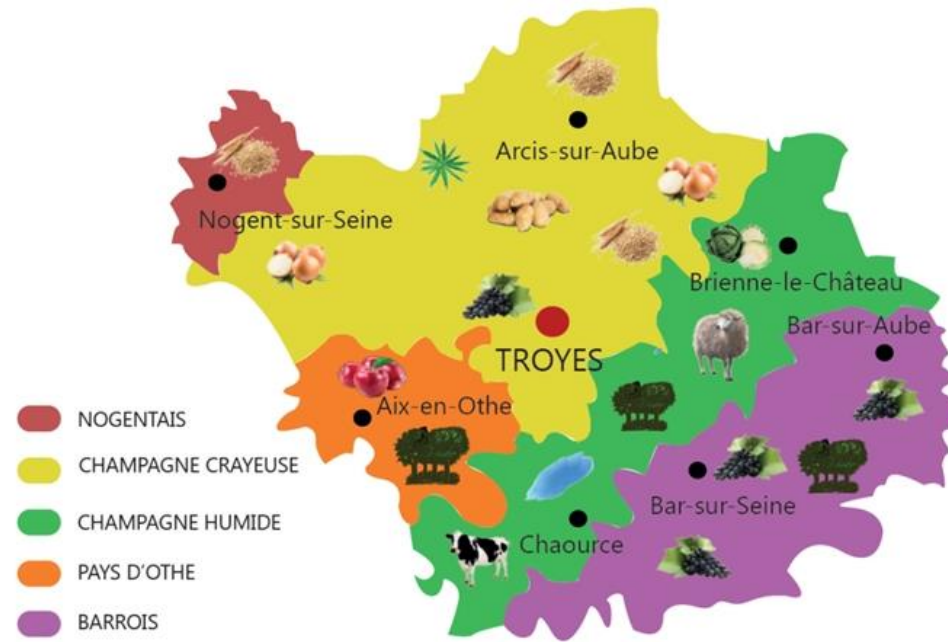 Arcis-sur-Aube
Nogent-sur-Seine
Brienne-le-Château
Bar-sur-Aube
TROYES
Aix-en-Othe
Bar-sur-Seine
Chaource
NOGENTAIS
CHAMPAGNE CRAYEUSE
CHAMPAGNE HUMIDE
PAYS D'OTHE
BARROIS